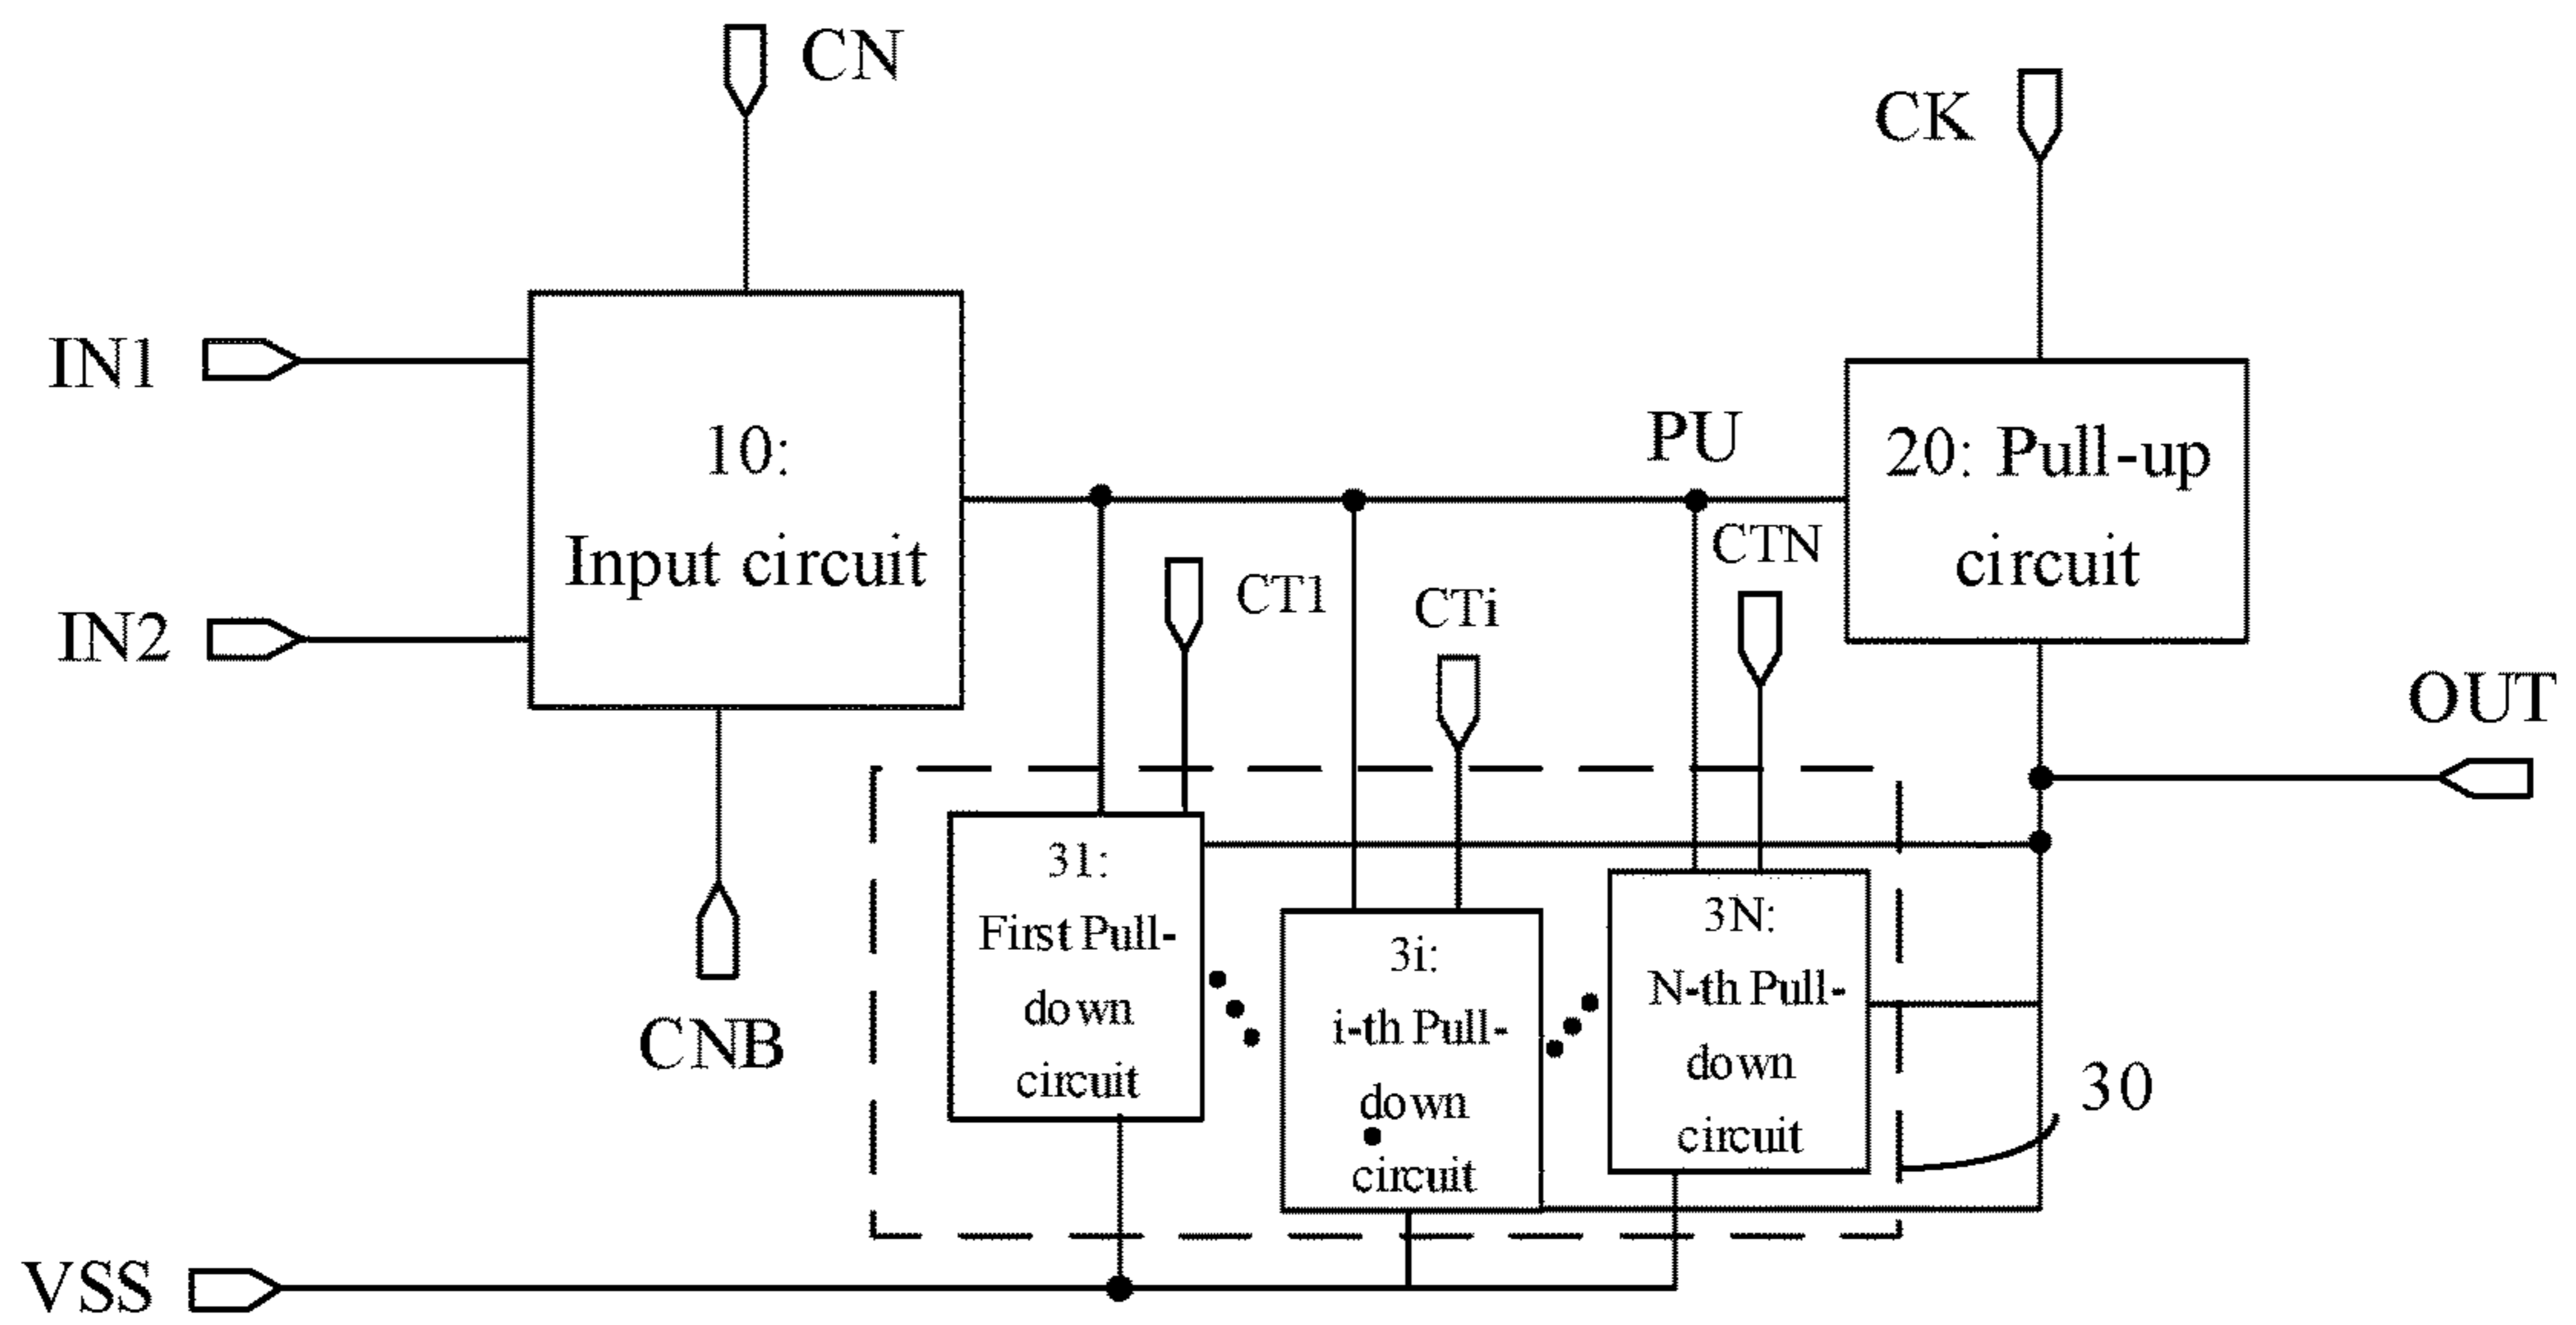 CN
CK
IN1
10:
Input circuit
IN2
PU
20: Pull-up
circuit
CT1
CTi
CTN
OUT
CNB
31:
First Pull-
down
circuit
3i:
i-th Pull-
down
circuit
3N:
N-th Pull-
down
circuit
30
VSS